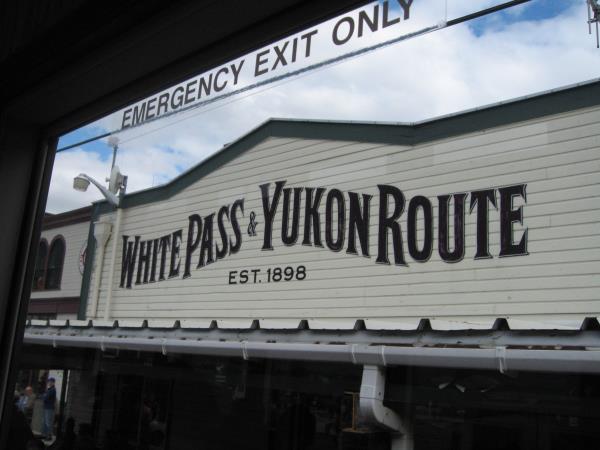 EMERGENCY EXIT ONLY
WHITE PASS & YUKON ROUTE
EST. 1898